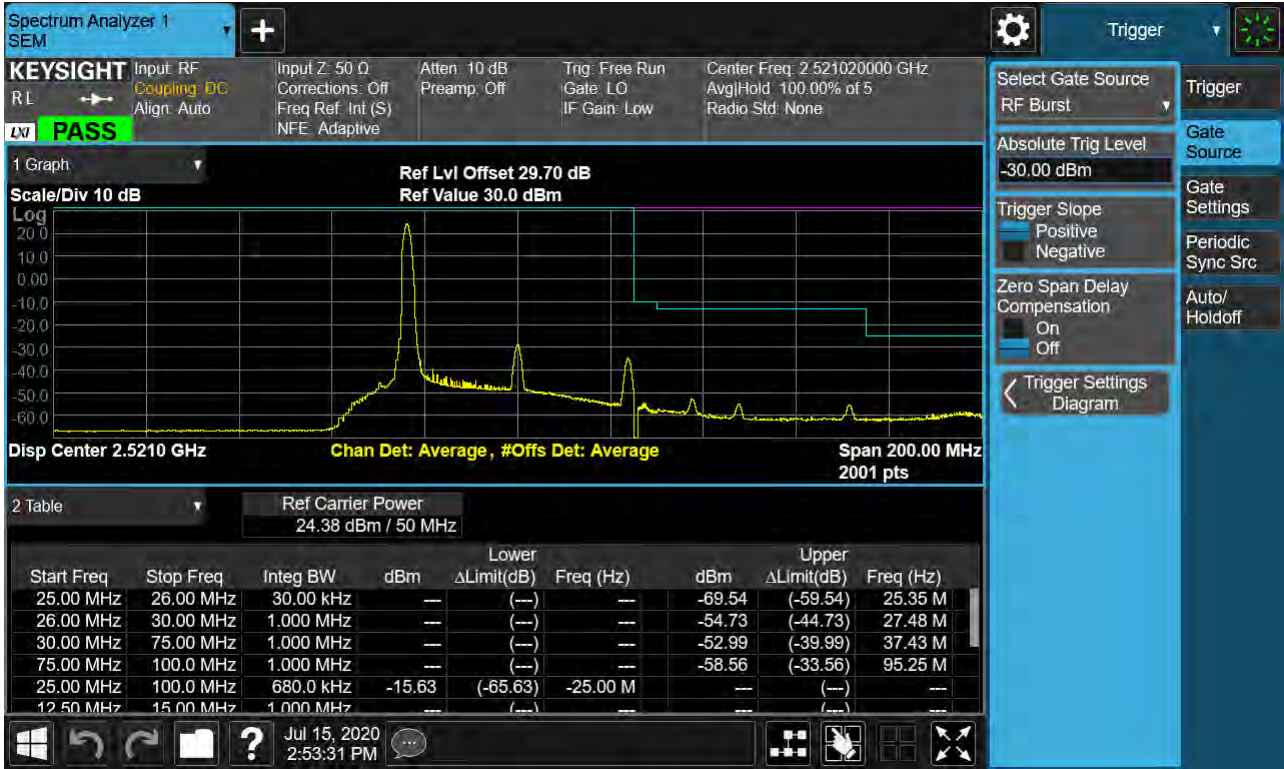 Spectrum Analyzer 1
SEM
Trigger
KEYSIGHT
R L
LXI
PASS
Input: RF
Coupling: DC
Align: Auto
Input Z: 50 Ω
Corrections: Off
Freq Ref: Int (S)
NFE: Adaptive
Atten: 10 dB
Preamp: Off
Trig: Free Run
Gate: LO
IF Gain: Low
Center Freq: 2.521020000 GHz
Avg|Hold: 100.00% of 5
Radio Std: None
1 Graph
Scale/Div 10 dB
Ref Lvl Offset 29.70 dB
Ref Value 30.0 dBm
Log
20.0
10.0
0.00
-10.0
-20.0
-30.0
-40.0
-50.0
-60.0
Disp Center 2.5210 GHz
Chan Det: Average, #Offs Det: Average
Span 200.00 MHz
2001 pts
2 Table
Ref Carrier Power
24.38 dBm / 50 MHz
Lower Upper
Start Freq Stop Freq Integ BW dBm ΔLimit(dB) Freq (Hz) dBm ΔLimit(dB) Freq (Hz)
25.00 MHz 26.00 MHz 30.00 kHz --- (---) --- -69.54 (-59.54) 25.35 M
26.00 MHz 30.00 MHz 1.000 MHz --- (---) --- -54.73 (-44.73) 27.48 M
30.00 MHz 75.00 MHz 1.000 MHz --- (---) --- -52.99 (-39.99) 37.43 M
75.00 MHz 100.0 MHz 1.000 MHz --- (---) --- -58.56 (-33.56) 95.25 M
25.00 MHz 100.0 MHz 680.0 kHz -15.63 (-65.63) -25.00 M --- (---) ---
12.50 MHz 15.00 MHz 1.000 MHz --- (---) --- --- (---) ---
Jul 15, 2020
2:53:31 PM
Select Gate Source
RF Burst
Absolute Trig Level
-30.00 dBm
Trigger Slope
Positive
Negative
Zero Span Delay
Compensation
On
Off
Trigger Settings
Diagram
Trigger
Gate
Source
Gate
Settings
Periodic
Sync Src
Auto/
Holdoff